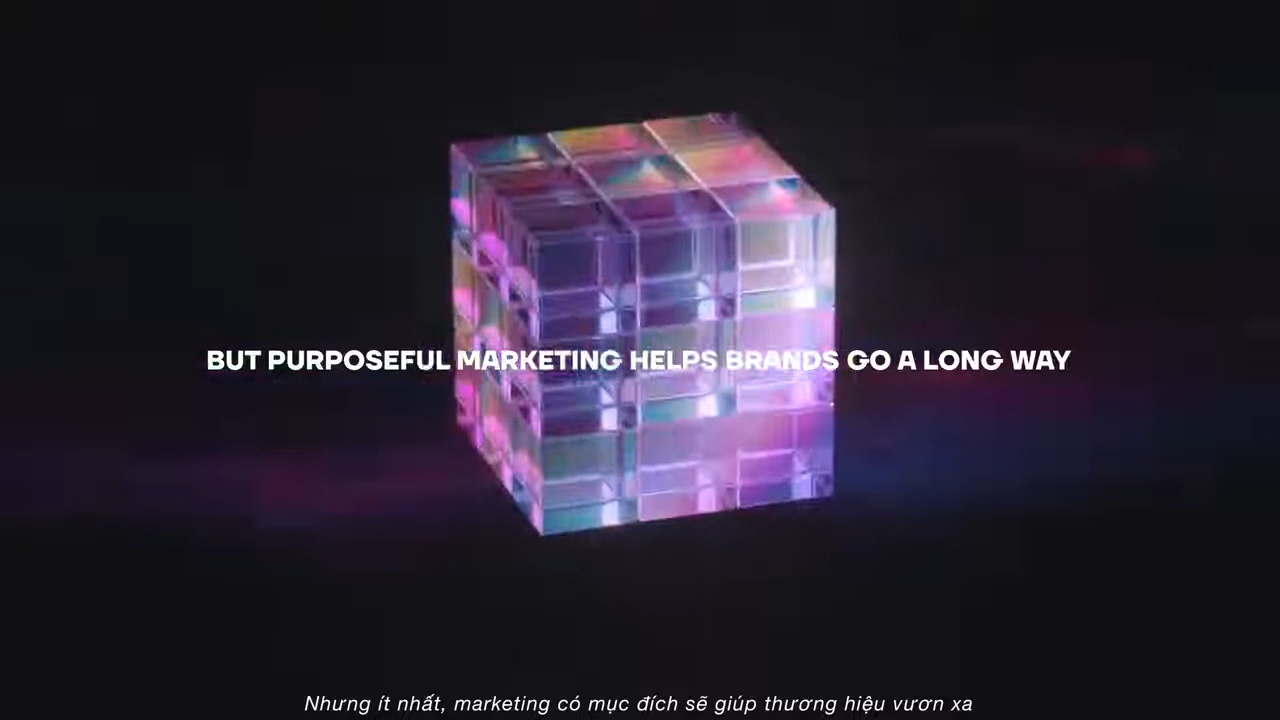 BUT PURPOSEFUL MARKETING HELPS BRANDS GO A LONG WAY
Nhưng ít nhất, marketing có mục đích sẽ giúp thương hiệu vươn xa